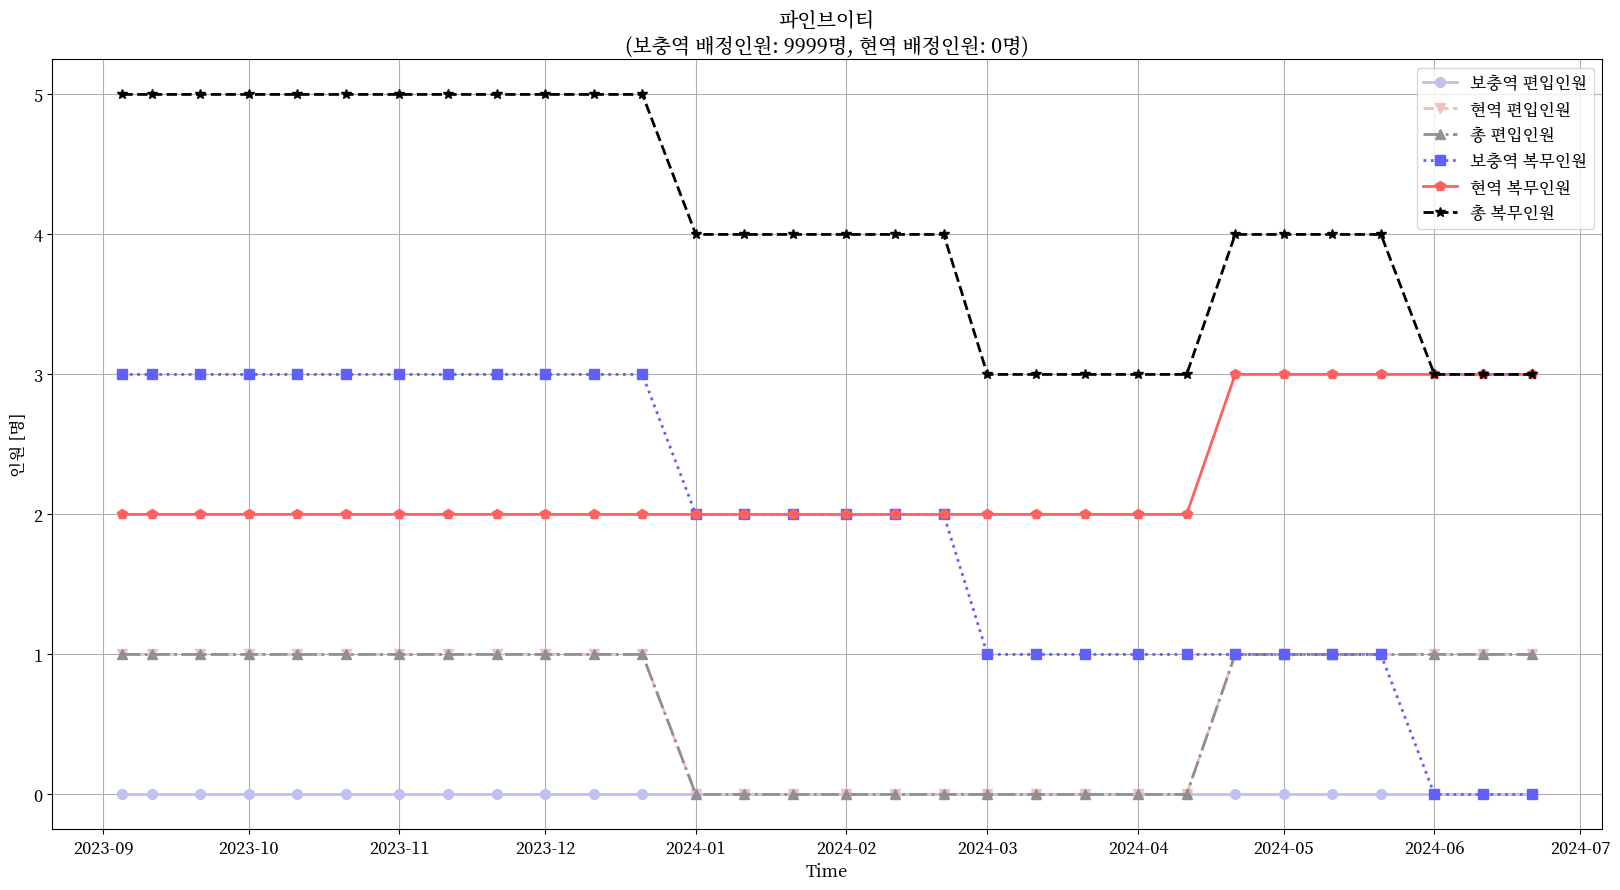 파인브이티
(보충역 배정인원: 9999명, 현역 배정인원: 0명)
보충역 편입인원
현역 편입인원
총 편입인원
보충역 복무인원
현역 복무인원
총 복무인원
인원 [명]
5
4
3
2
1
0
2023-09
2023-10
2023-11
2023-12
2024-01
2024-02
2024-03
2024-04
2024-05
2024-06
2024-07
Time